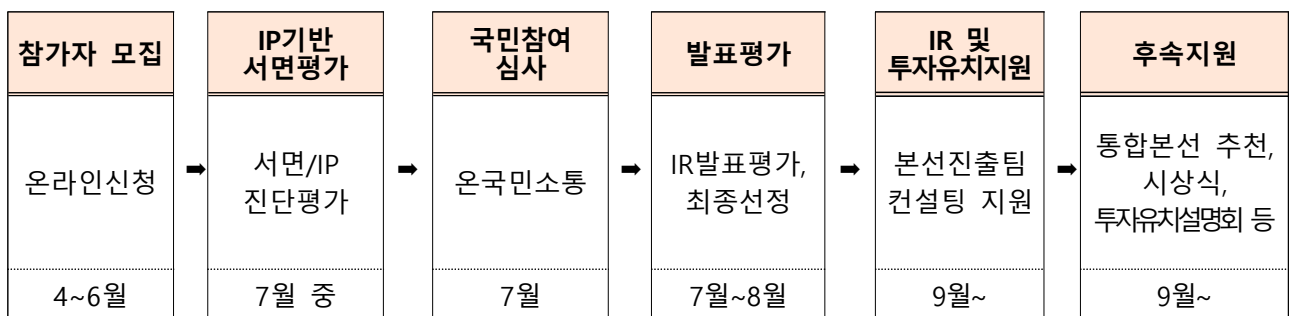 참가자 모집
IP기반
서면평가
국민참여
심사
발표평가
IR 및
투자유치지원
후속지원
온라인신청
➡
서면/IP
진단평가
➡
온국민소통
➡
IR발표평가,
최종선정
➡
본선진출팀
컨설팅 지원
➡
통합본선 추천,
시상식,
투자유치설명회 등
4~6월
7월 중
7월
7월~8월
9월~
9월~